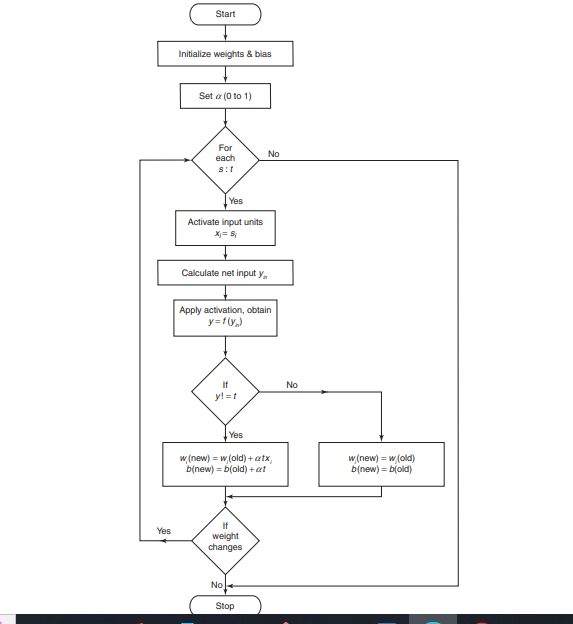 Start
Initialize weights & bias
Set α (0 to 1)
For
each
s : t
No
Yes
Activate input units
xᵢ = sᵢ
Calculate net input yᵢₙ
Apply activation, obtain
y = f (yᵢₙ)
If
y! = t
No
Yes
wᵢ(new) = wᵢ(old) + αtxᵢ
b(new) = b(old) + αt
wᵢ(new) = wᵢ(old)
b(new) = b(old)
If
weight
changes
Yes
No
Stop